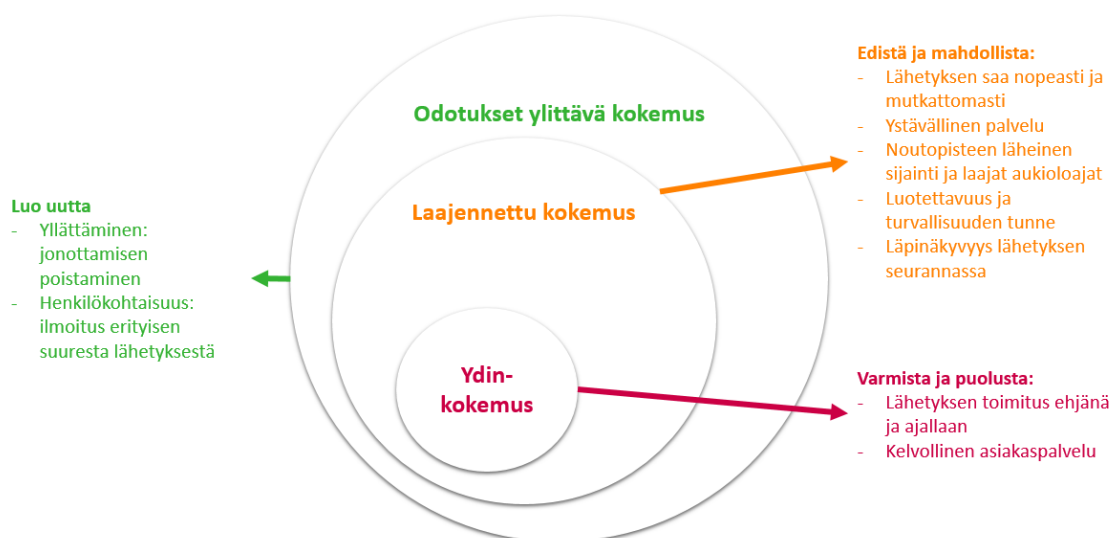 Odotukset ylittävä kokemus
Laajennettu kokemus
Ydin-
kokemus
Luo uutta
- Yllättäminen:
jonottamisen
poistaminen
- Henkilökohtaisuus:
ilmoitus erityisen
suuresta lähetyksestä
Edistä ja mahdollista:
- Lähetyksen saa nopeasti ja
mutkattomasti
- Ystävällinen palvelu
- Noutopisteen läheinen
sijainti ja laajat aukioloajat
- Luotettavuus ja
turvallisuuden tunne
- Läpinäkyvyys lähetyksen
seurannassa
Varmista ja puolusta:
- Lähetyksen toimitus ehjänä
ja ajallaan
- Kelvollinen asiakaspalvelu